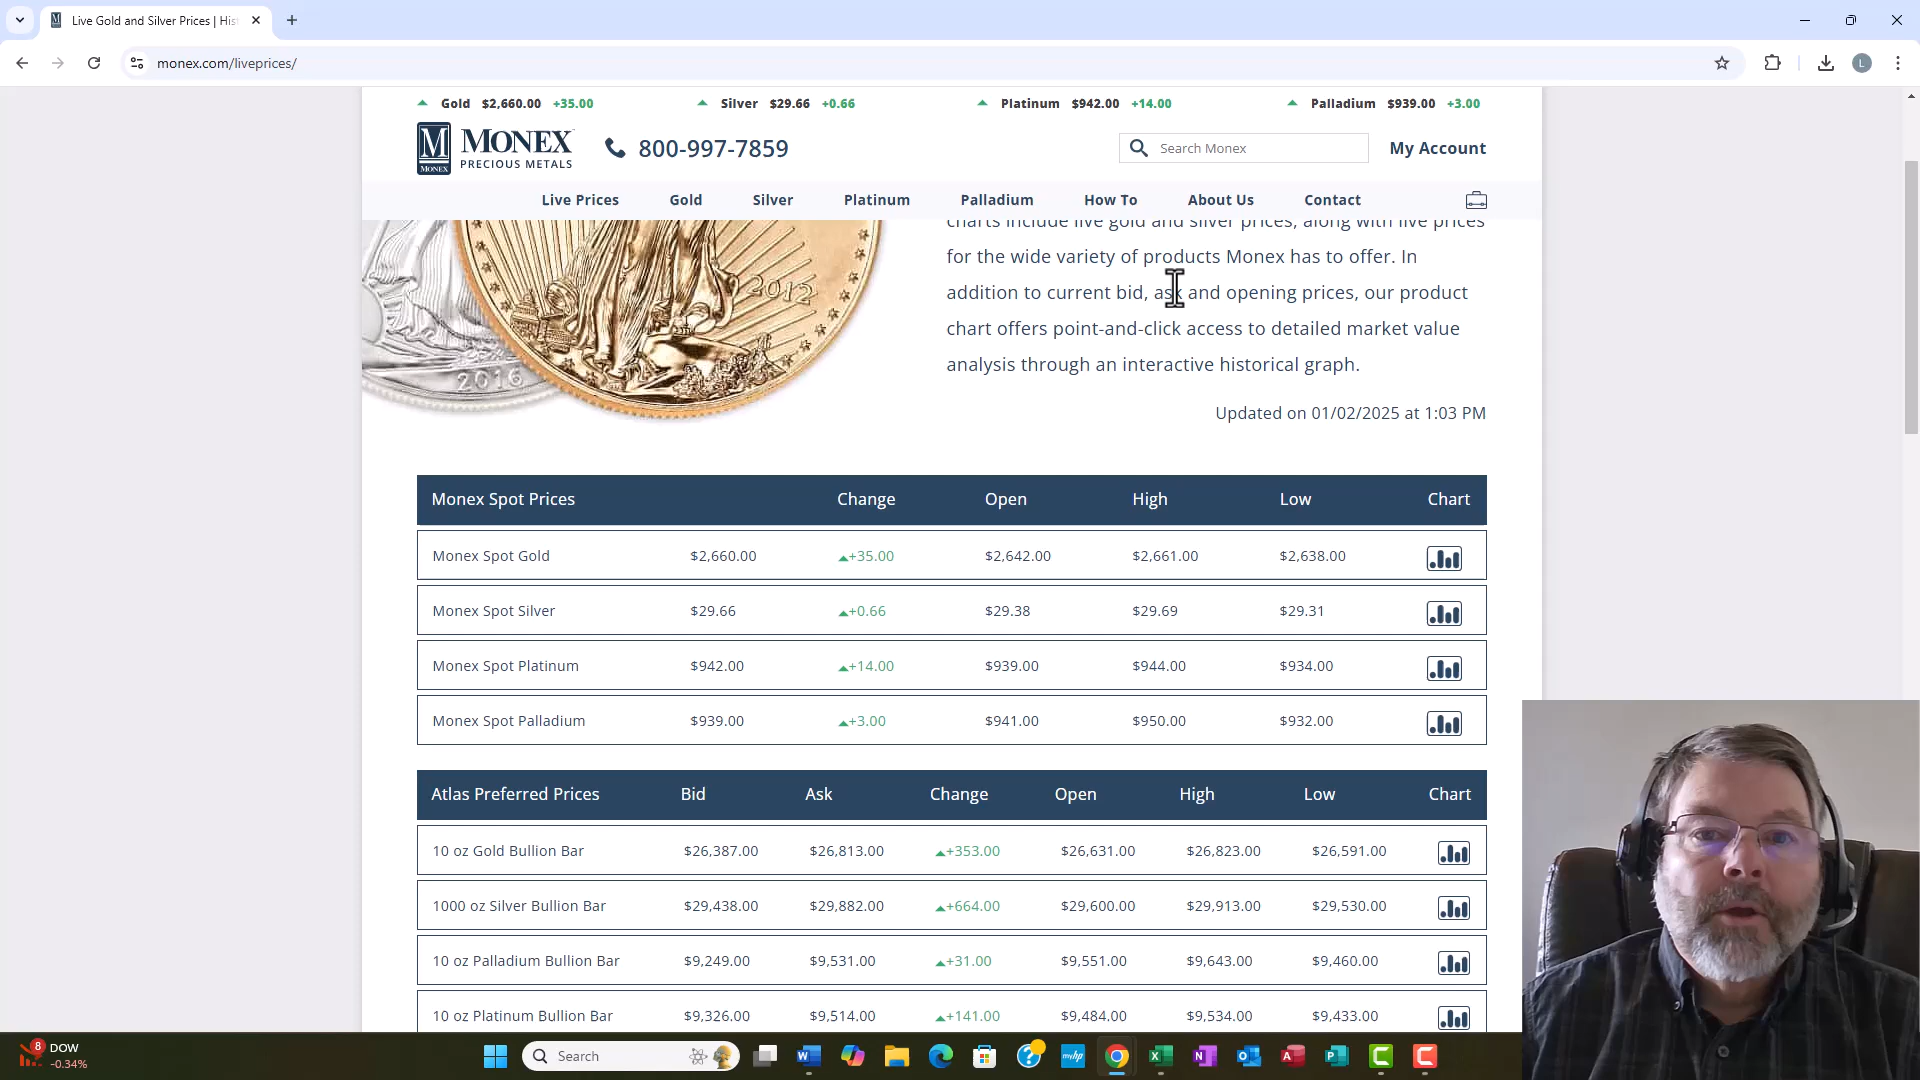 Live Gold and Silver Prices | His
monex.com/liveprices/
L
Gold $2,660.00 +35.00 Silver $29.66 +0.66 Platinum $942.00 +14.00 Palladium $939.00 +3.00
M MONEX
MONEX PRECIOUS METALS
800-997-7859
Search Monex
My Account
Live Prices Gold Silver Platinum Palladium How To About Us Contact
charts include live gold and silver prices, along with live prices
for the wide variety of products Monex has to offer. In
addition to current bid, ask and opening prices, our product
chart offers point-and-click access to detailed market value
analysis through an interactive historical graph.
2012
2016
Updated on 01/02/2025 at 1:03 PM
Monex Spot Prices Change Open High Low Chart
Monex Spot Gold $2,660.00 +35.00 $2,642.00 $2,661.00 $2,638.00
Monex Spot Silver $29.66 +0.66 $29.38 $29.69 $29.31
Monex Spot Platinum $942.00 +14.00 $939.00 $944.00 $934.00
Monex Spot Palladium $939.00 +3.00 $941.00 $950.00 $932.00
Atlas Preferred Prices Bid Ask Change Open High Low Chart
10 oz Gold Bullion Bar $26,387.00 $26,813.00 +353.00 $26,631.00 $26,823.00 $26,591.00
1000 oz Silver Bullion Bar $29,438.00 $29,882.00 +664.00 $29,600.00 $29,913.00 $29,530.00
10 oz Palladium Bullion Bar $9,249.00 $9,531.00 +31.00 $9,551.00 $9,643.00 $9,460.00
10 oz Platinum Bullion Bar $9,326.00 $9,514.00 +141.00 $9,484.00 $9,534.00 $9,433.00
8 DOW
-0.34%
Search
myhp